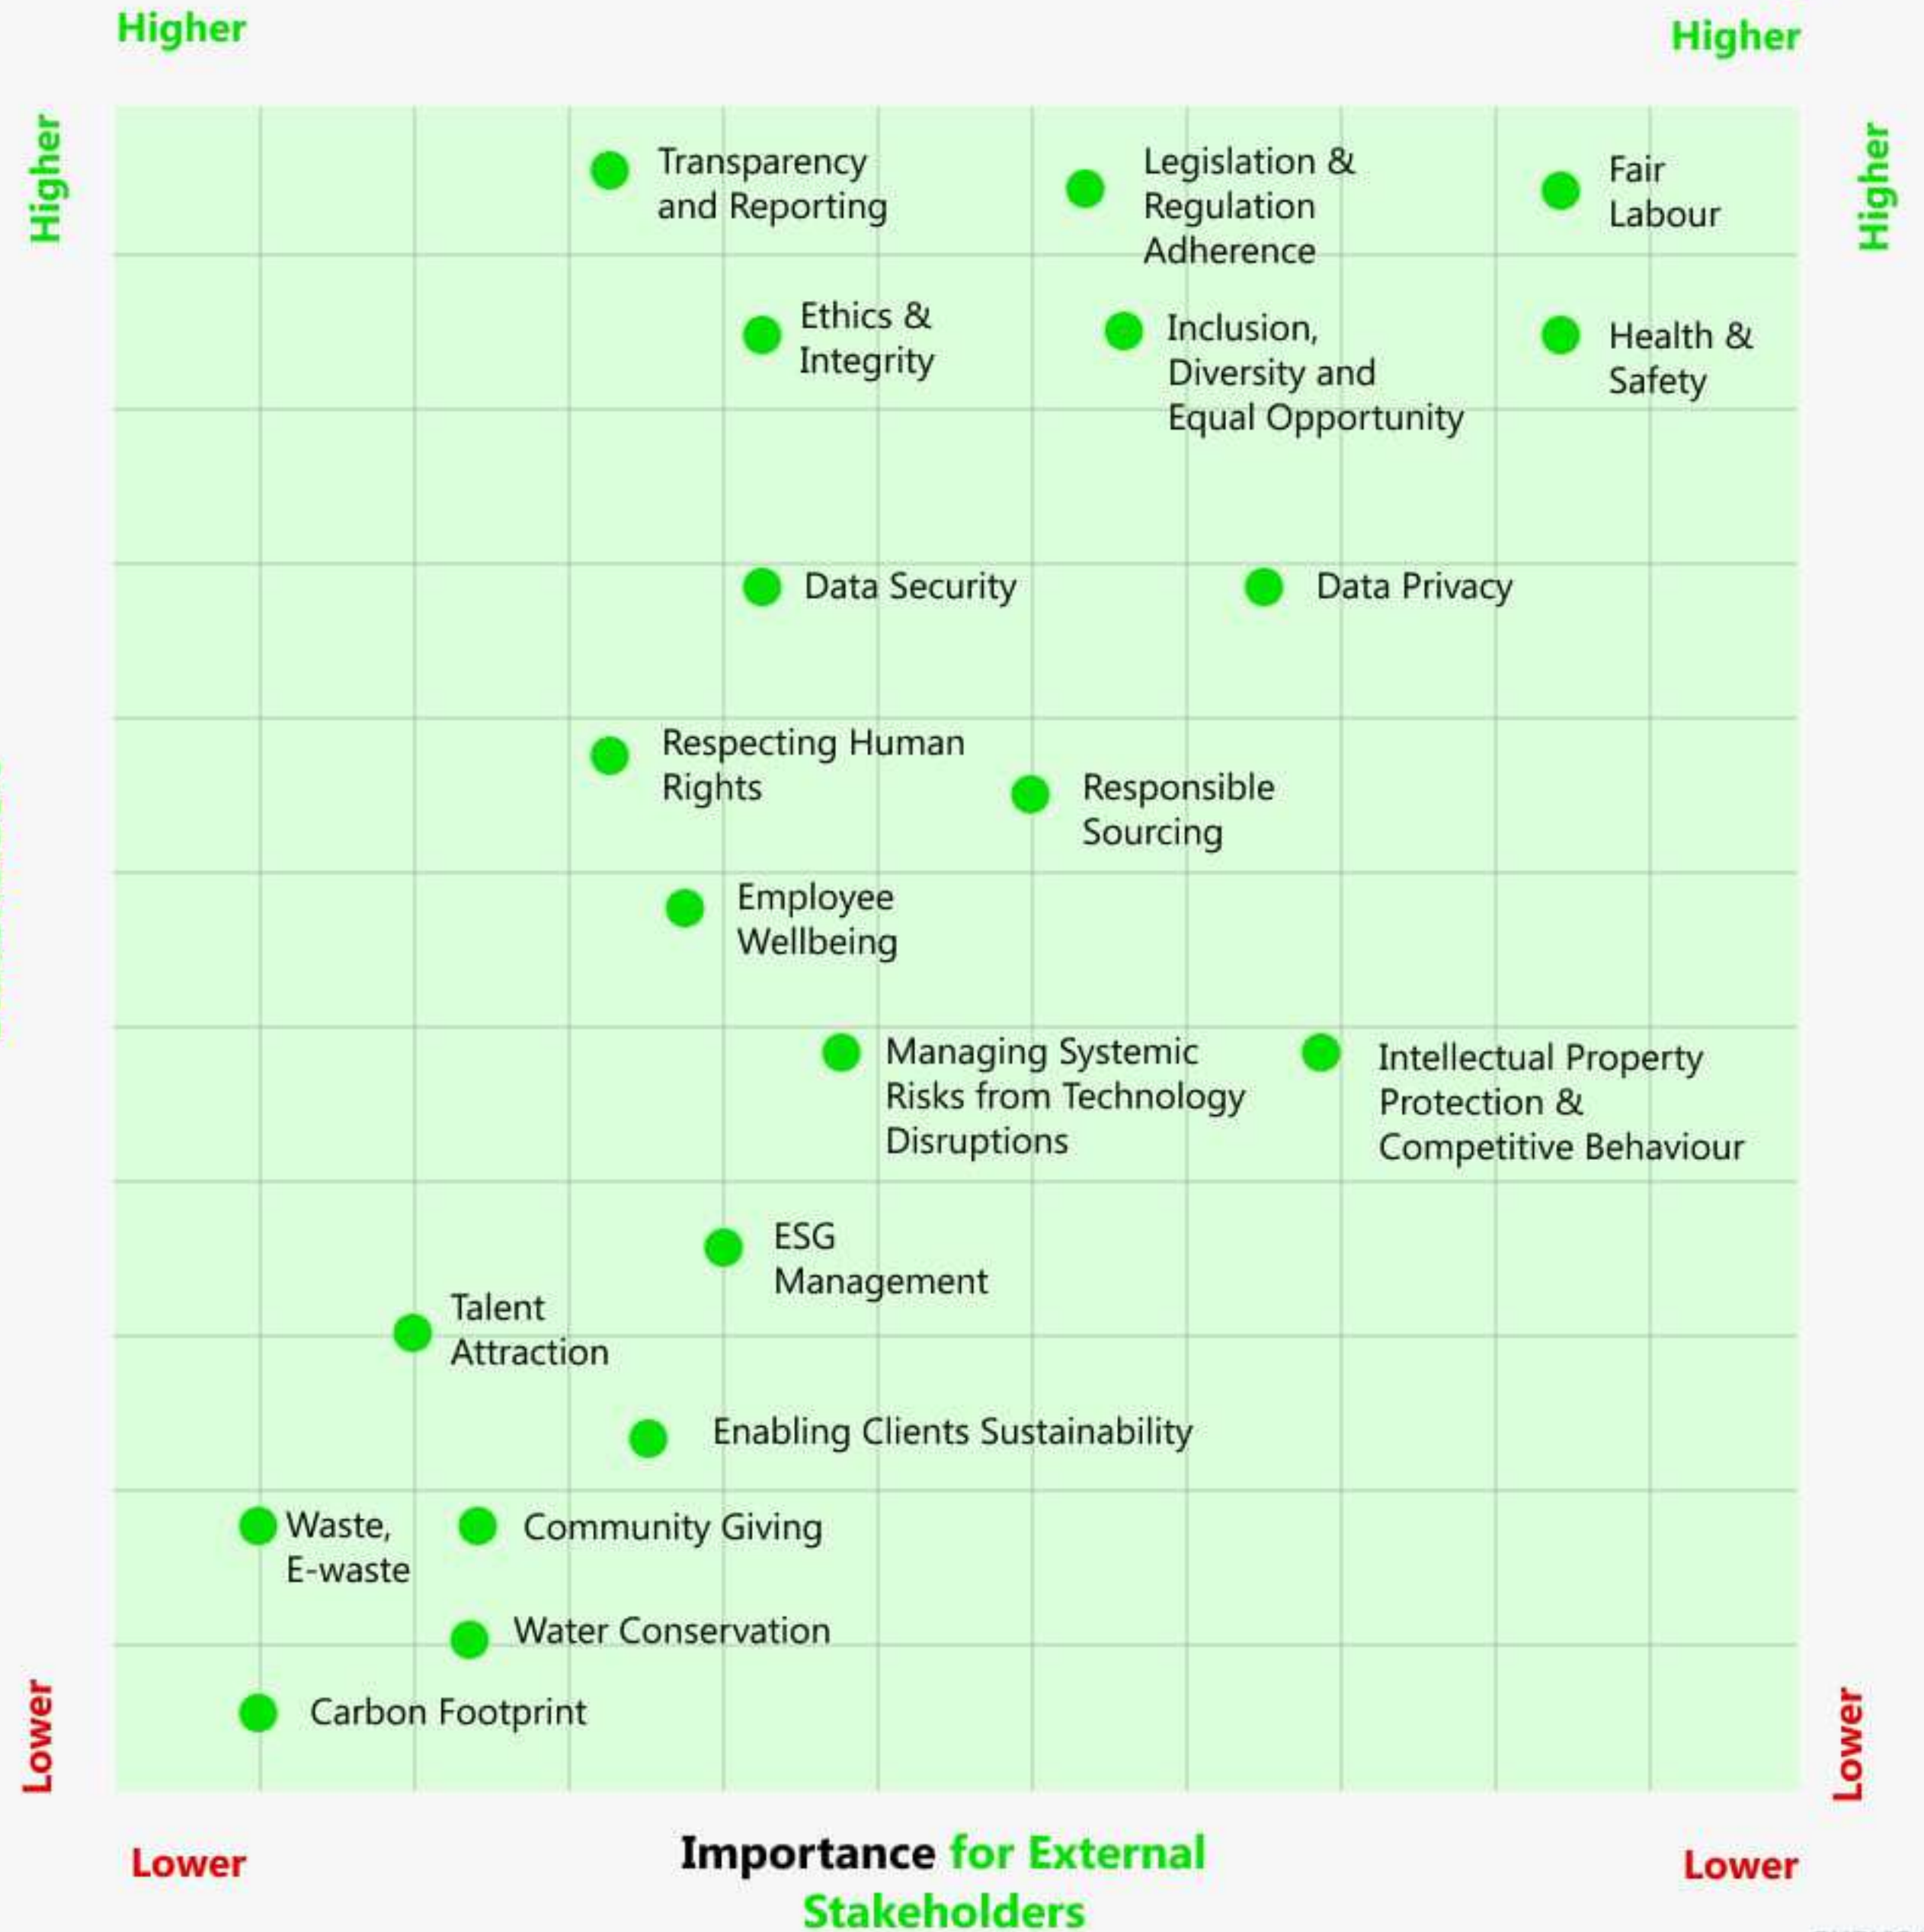 Higher
Higher
Higher
Higher
Transparency
and Reporting
Legislation &
Regulation
Adherence
Fair
Labour
Ethics &
Integrity
Inclusion,
Diversity and
Equal Opportunity
Health &
Safety
Data Security
Data Privacy
Respecting Human
Rights
Responsible
Sourcing
Employee
Wellbeing
Managing Systemic
Risks from Technology
Disruptions
Intellectual Property
Protection &
Competitive Behaviour
ESG
Management
Talent
Attraction
Enabling Clients Sustainability
Waste,
E-waste
Community Giving
Water Conservation
Carbon Footprint
Lower
Lower
Lower
Importance for External
Stakeholders
Lower